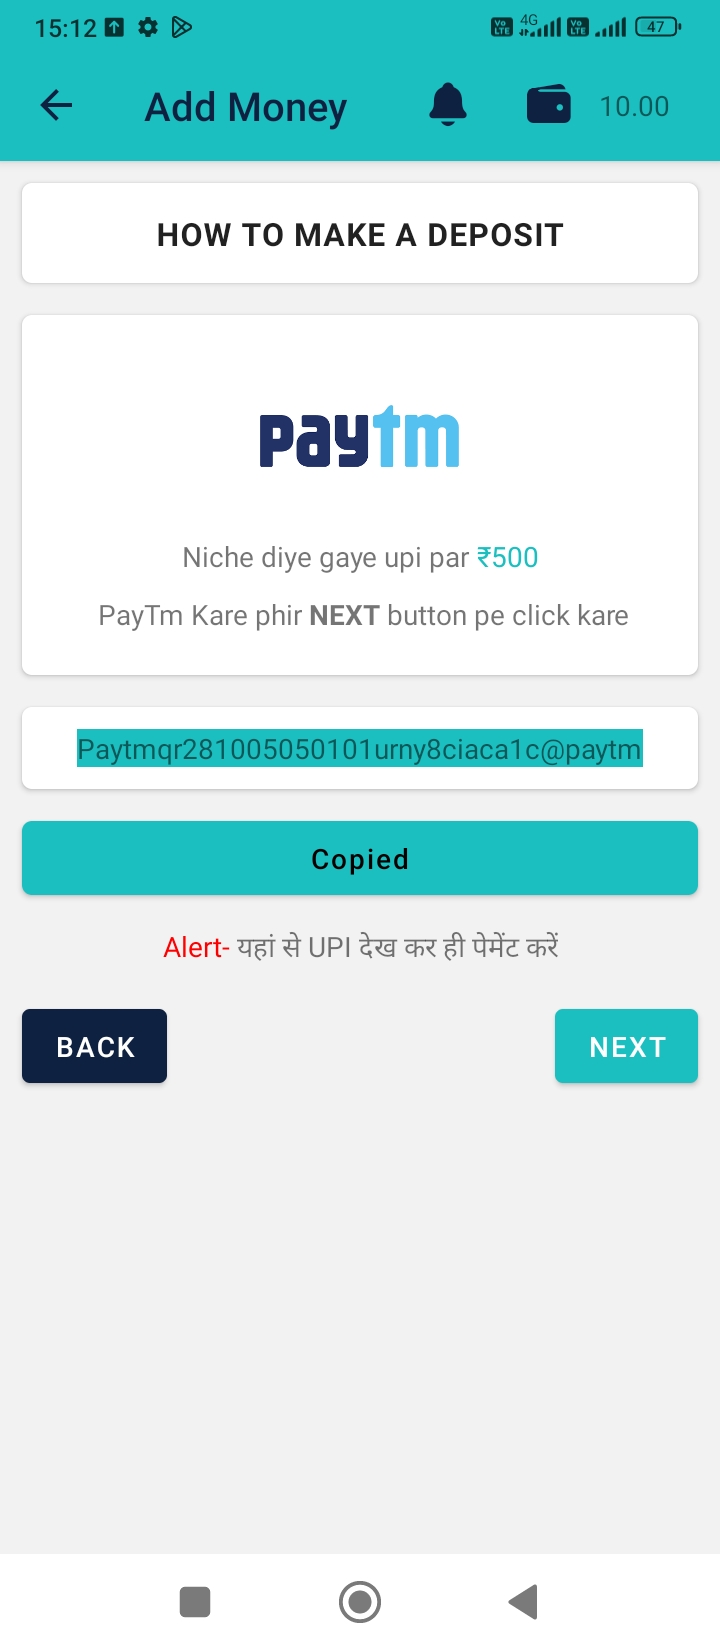 15:12
Vo LTE 4G Vo LTE 47
Add Money
10.00
HOW TO MAKE A DEPOSIT
paytm
Niche diye gaye upi par ₹500
PayTm Kare phir NEXT button pe click kare
Paytmqr281005050101urny8ciaca1c@paytm
Copied
Alert- यहां से UPI देख कर ही पेमेंट करें
BACK
NEXT